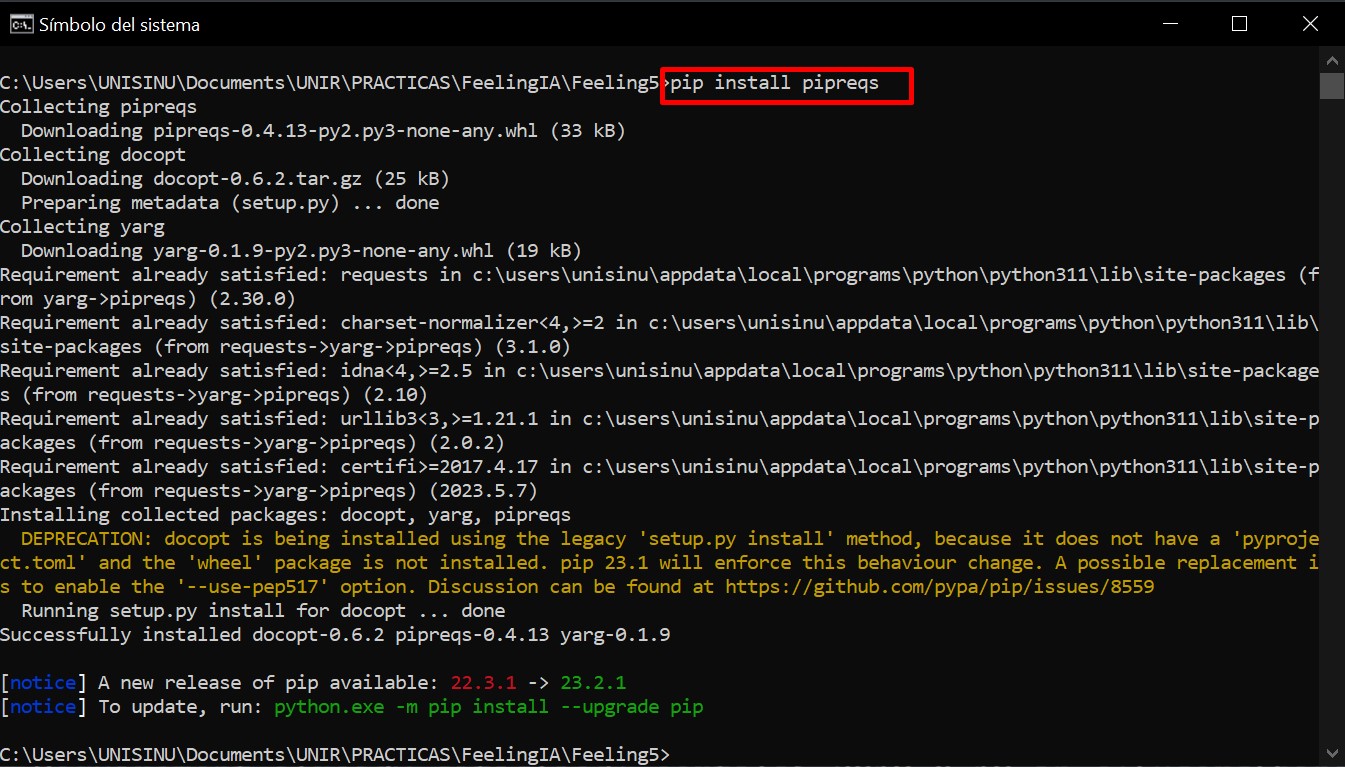 Símbolo del sistema
C:\Users\UNISINU\Documents\UNIR\PRACTICAS\FeelingIA\Feeling5>pip install pipreqs
Collecting pipreqs
  Downloading pipreqs-0.4.13-py2.py3-none-any.whl (33 kB)
Collecting docopt
  Downloading docopt-0.6.2.tar.gz (25 kB)
  Preparing metadata (setup.py) ... done
Collecting yarg
  Downloading yarg-0.1.9-py2.py3-none-any.whl (19 kB)
Requirement already satisfied: requests in c:\users\unisinu\appdata\local\programs\python\python311\lib\site-packages (f
rom yarg->pipreqs) (2.30.0)
Requirement already satisfied: charset-normalizer<4,>=2 in c:\users\unisinu\appdata\local\programs\python\python311\lib\
site-packages (from requests->yarg->pipreqs) (3.1.0)
Requirement already satisfied: idna<4,>=2.5 in c:\users\unisinu\appdata\local\programs\python\python311\lib\site-package
s (from requests->yarg->pipreqs) (2.10)
Requirement already satisfied: urllib3<3,>=1.21.1 in c:\users\unisinu\appdata\local\programs\python\python311\lib\site-p
ackages (from requests->yarg->pipreqs) (2.0.2)
Requirement already satisfied: certifi>=2017.4.17 in c:\users\unisinu\appdata\local\programs\python\python311\lib\site-p
ackages (from requests->yarg->pipreqs) (2023.5.7)
Installing collected packages: docopt, yarg, pipreqs
  DEPRECATION: docopt is being installed using the legacy 'setup.py install' method, because it does not have a 'pyproje
ct.toml' and the 'wheel' package is not installed. pip 23.1 will enforce this behaviour change. A possible replacement i
s to enable the '--use-pep517' option. Discussion can be found at https://github.com/pypa/pip/issues/8559
  Running setup.py install for docopt ... done
Successfully installed docopt-0.6.2 pipreqs-0.4.13 yarg-0.1.9
[notice] A new release of pip available: 22.3.1 -> 23.2.1
[notice] To update, run: python.exe -m pip install --upgrade pip
C:\Users\UNISINU\Documents\UNIR\PRACTICAS\FeelingIA\Feeling5>